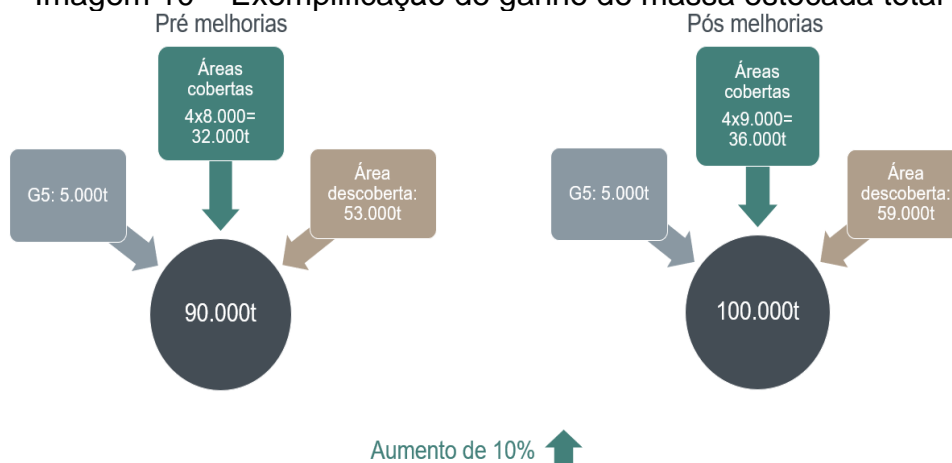 Imagem 10 – Exemplificação do ganho de massa estocada total
Pré melhorias
Áreas
cobertas
4x8.000=
32.000t
G5: 5.000t
Área
descoberta:
53.000t
90.000t
Pós melhorias
Áreas
cobertas
4x9.000=
36.000t
G5: 5.000t
Área
descoberta:
59.000t
100.000t
Aumento de 10%